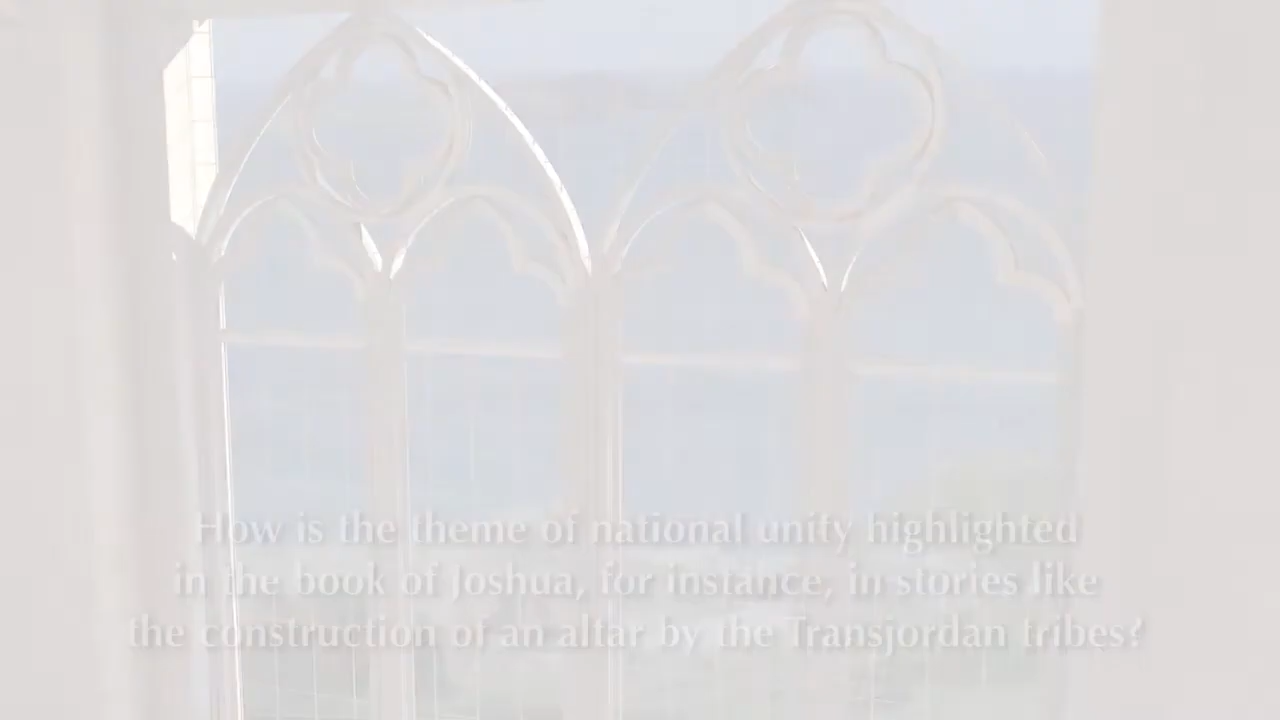 How is the theme of national unity highlighted
in the book of Joshua, for instance, in stories like
the construction of an altar by the Transjordan tribes?